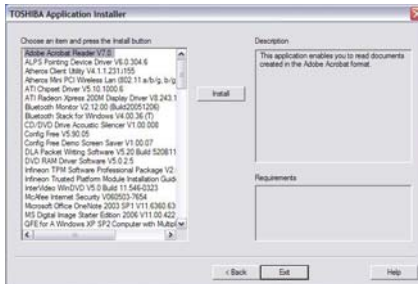 TOSHIBA Application Installer
Choose an item and press the Install button
Adobe Acrobat Reader V7.0
ALPS Pointing Device Driver V6.0.304.6
Atheros Client Utility V4.1.1.231/155
Atheros Mini PCI Wireless Lan (802.11 a/b/g, b/g
ATI Chipset Driver V5.10.1000.6
ATI Radeon Xpress 200M Display Driver V8.243.1
Bluetooth Monitor V2.12.00 (Build20051206)
Bluetooth Stack for Windows V4.00.36 (T)
CD/DVD Drive Acoustic Silencer V1.00.008
Config Free V5.90.05
Config Free Demo Screen Saver V1.00.07
DLA Packet Writing Software V5.20 Build 520811
DVD RAM Driver Software V5.0.2.5
Infineon TPM Software Professional Package V2
Infineon Trusted Platform Module Installation Guide
InterVideo WinDVD V5.0 Build 11.546-0323
McAfee Internet Security V060503-7654
Microsoft Office OneNote 2003 SP1 V11.6360.63
MS Digital Image Starter Edition 2006 V11.00.422
QFE for A Windows XP SP2 Computer with Multipl
Install
Description
This application enables you to read documents
created in the Adobe Acrobat format.
Requirements
< Back
Exit
Help